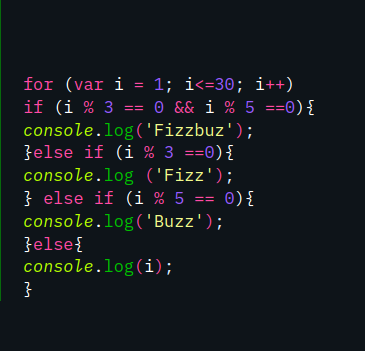 for (var i = 1; i<=30; i++)
if (i % 3 == 0 && i % 5 ==0){
console.log('Fizzbuz');
}else if (i % 3 ==0){
console.log ('Fizz');
} else if (i % 5 == 0){
console.log('Buzz');
}else{
console.log(i);
}